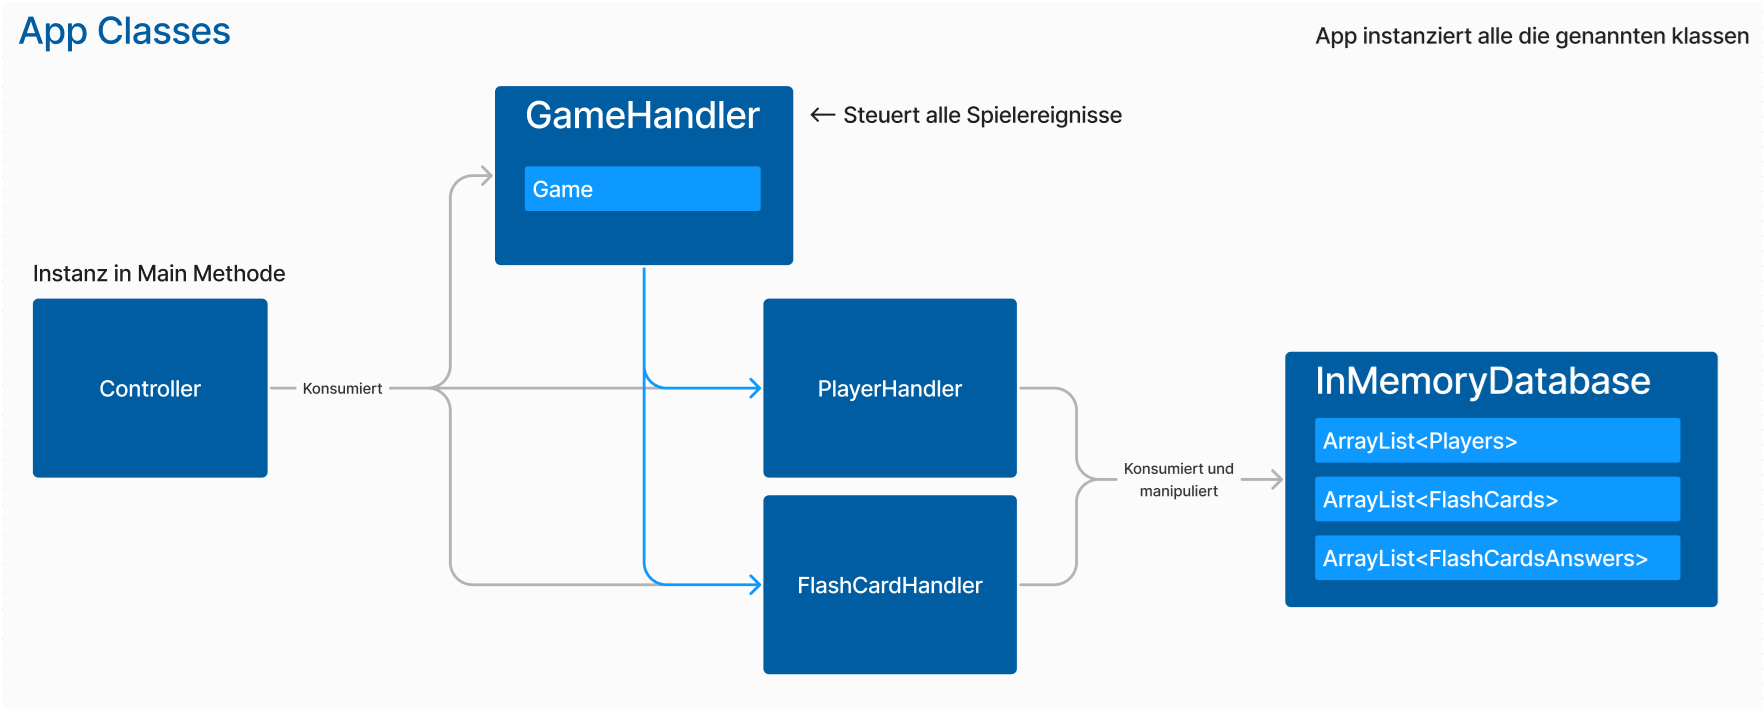 App Classes
App instanziert alle die genannten klassen
GameHandler
← Steuert alle Spielereignisse
Game
Instanz in Main Methode
Controller
Konsumiert
PlayerHandler
FlashCardHandler
Konsumiert und
manipuliert
InMemoryDatabase
ArrayList<Players>
ArrayList<FlashCards>
ArrayList<FlashCardsAnswers>